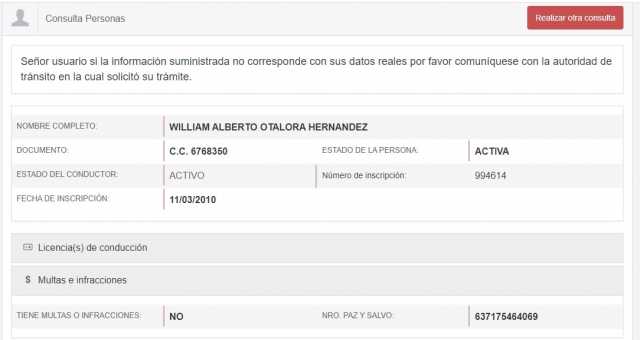 Consulta Personas
Realizar otra consulta
Señor usuario si la información suministrada no corresponde con sus datos reales por favor comuníquese con la autoridad de
tránsito en la cual solicitó su trámite.
NOMBRE COMPLETO: WILLIAM ALBERTO OTALORA HERNANDEZ
DOCUMENTO: C.C. 6768350 ESTADO DE LA PERSONA: ACTIVA
ESTADO DEL CONDUCTOR: ACTIVO Número de inscripción: 994614
FECHA DE INSCRIPCIÓN: 11/03/2010
Licencia(s) de conducción
$ Multas e infracciones
TIENE MULTAS O INFRACCIONES: NO NRO. PAZ Y SALVO: 637175464069